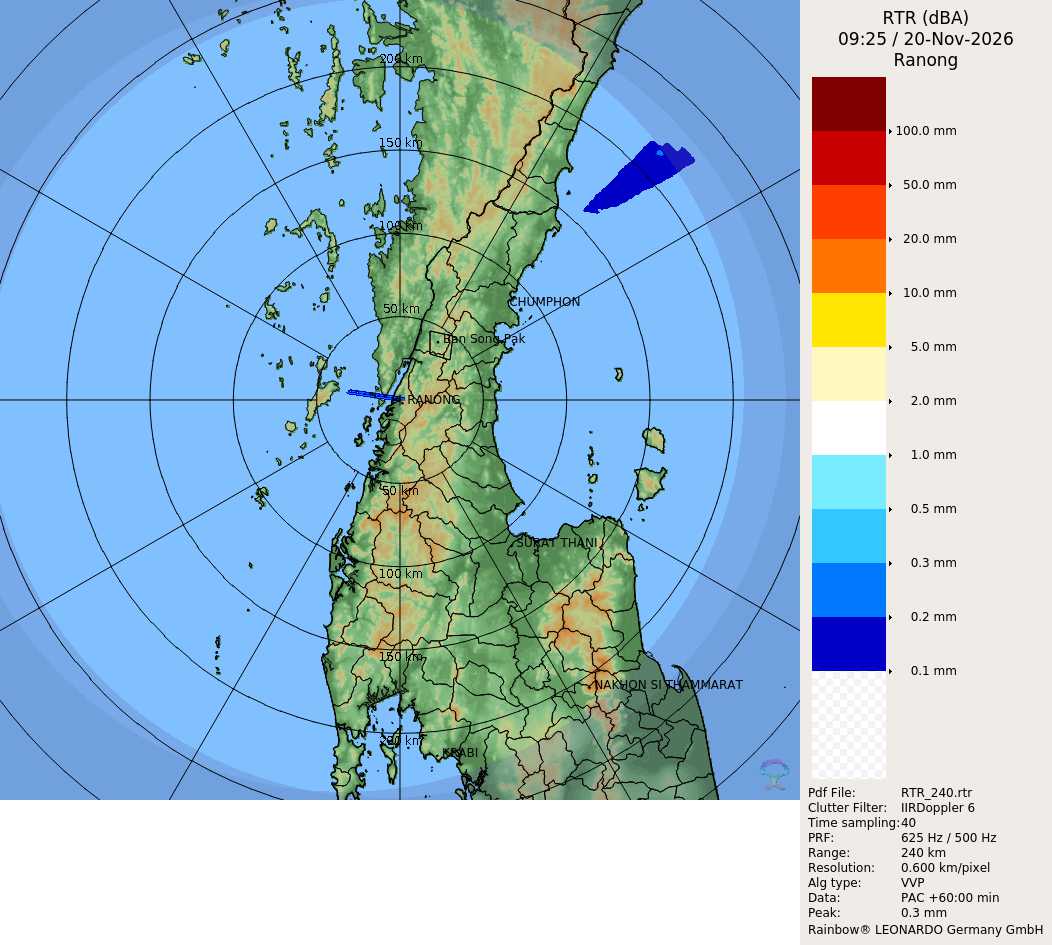 RTR (dBA)
09:25 / 20-Nov-2026
Ranong
200 km
150 km
100 km
50 km
CHUMPHON
Ban Song Pak
RANONG
50 km
SURAT THANI
100 km
150 km
NAKHON SI THAMMARAT
200 km
KRABI
100.0 mm
50.0 mm
20.0 mm
10.0 mm
5.0 mm
2.0 mm
1.0 mm
0.5 mm
0.3 mm
0.2 mm
0.1 mm
Pdf File: RTR_240.rtr
Clutter Filter: IIRDoppler 6
Time sampling:40
PRF: 625 Hz / 500 Hz
Range: 240 km
Resolution: 0.600 km/pixel
Alg type: VVP
Data: PAC +60:00 min
Peak: 0.3 mm
Rainbow® LEONARDO Germany GmbH